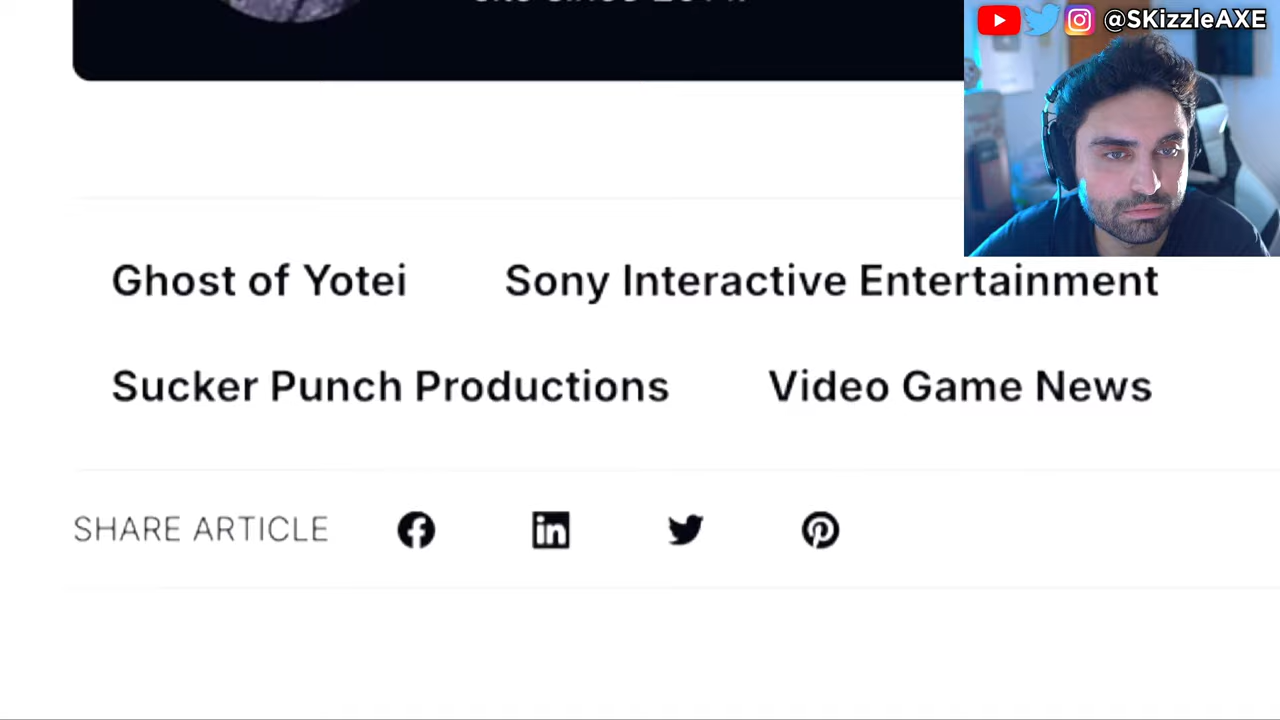 @SKizzleAXE
Ghost of Yotei Sony Interactive Entertainment
Sucker Punch Productions Video Game News
SHARE ARTICLE